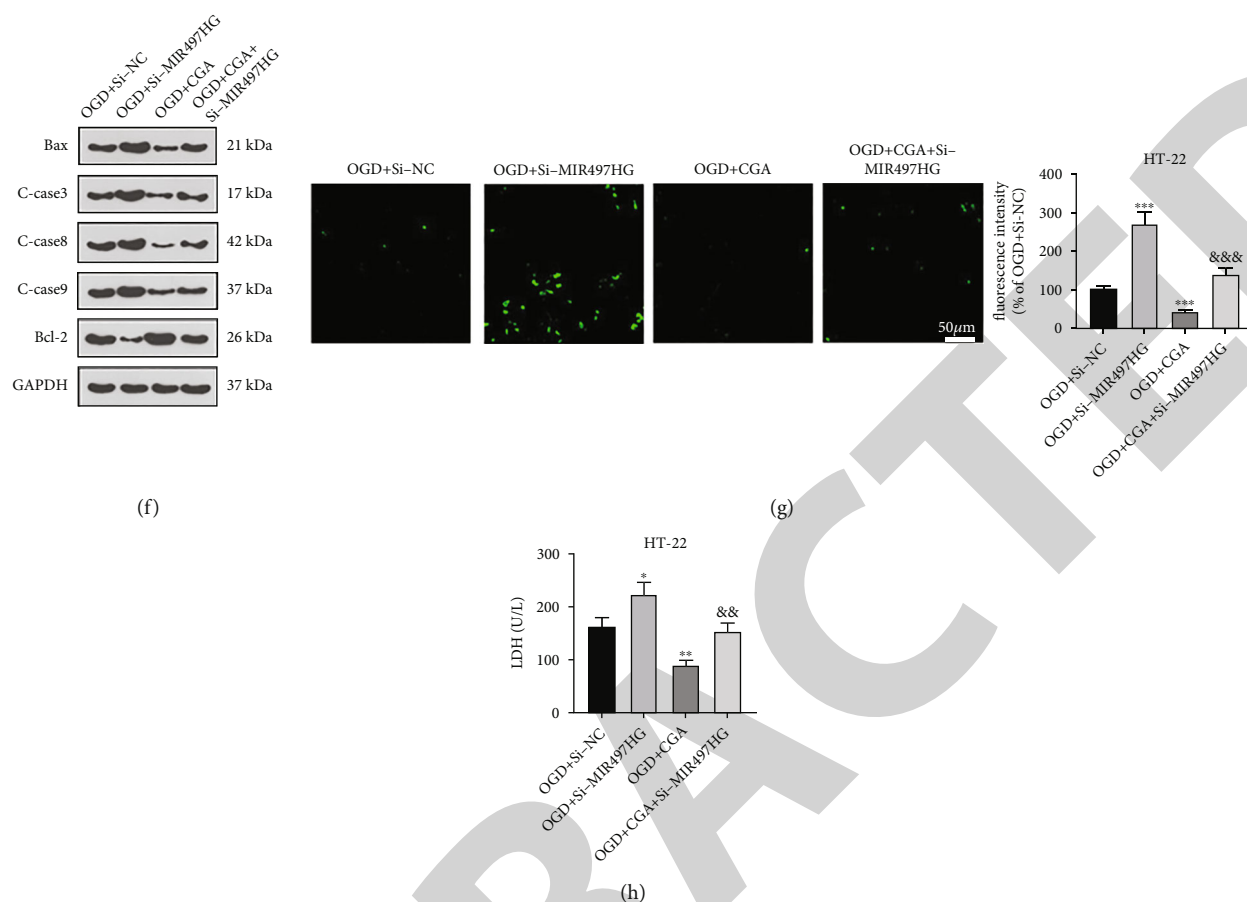 OGD+Si–NC
OGD+Si–MIR497HG
OGD+CGA
OGD+CGA+
Si–MIR497HG
Bax 21 kDa
C-case3 17 kDa
C-case8 42 kDa
C-case9 37 kDa
Bcl-2 26 kDa
GAPDH 37 kDa
(f)
OGD+Si–NC
OGD+Si–MIR497HG
OGD+CGA
OGD+CGA+Si–
MIR497HG
50μm
HT-22
fluorescence intensity
(% of OGD+Si-NC)
400
300
200
100
0
***
***
&&&
OGD+Si–NC
OGD+Si–MIR497HG
OGD+CGA
OGD+CGA+Si–MIR497HG
(g)
HT-22
LDH (U/L)
300
200
100
0
*
**
&&
OGD+Si–NC
OGD+Si–MIR497HG
OGD+CGA
OGD+CGA+Si–MIR497HG
(h)
RACTED